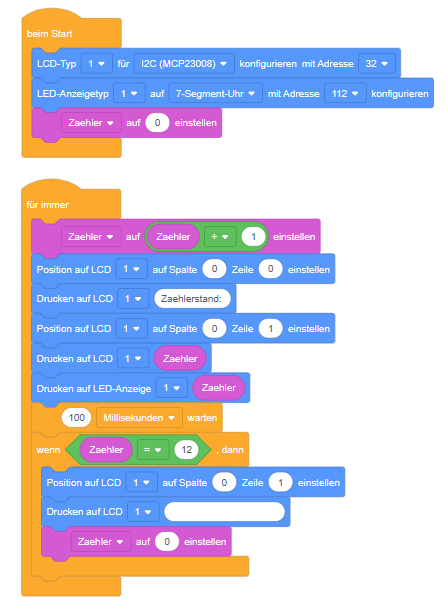 beim Start
LCD-Typ 1 für I2C (MCP23008) konfigurieren mit Adresse 32
LED-Anzeigetyp 1 auf 7-Segment-Uhr mit Adresse 112 konfigurieren
Zaehler auf 0 einstellen
für immer
Zaehler auf Zaehler + 1 einstellen
Position auf LCD 1 auf Spalte 0 Zeile 0 einstellen
Drucken auf LCD 1 Zaehlerstand:
Position auf LCD 1 auf Spalte 0 Zeile 1 einstellen
Drucken auf LCD 1 Zaehler
Drucken auf LED-Anzeige 1 Zaehler
100 Millisekunden warten
wenn Zaehler = 12 , dann
Position auf LCD 1 auf Spalte 0 Zeile 1 einstellen
Drucken auf LCD 1
Zaehler auf 0 einstellen